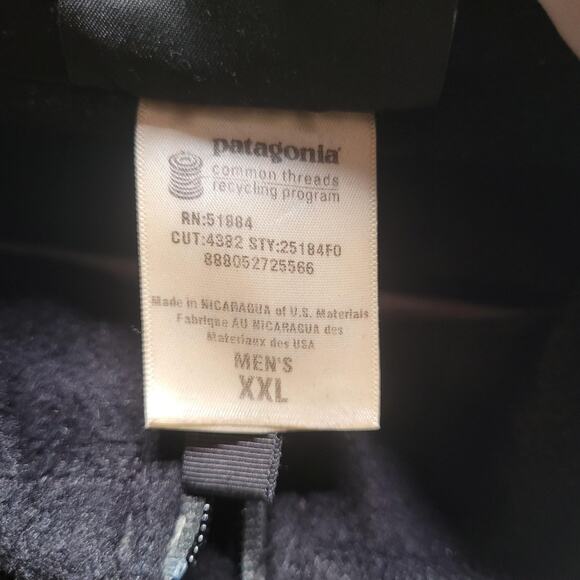 patagonia®
common threads
recycling program
RN:51884
CUT:4382 STY:25184F0
888052725566
Made in NICARAGUA of U.S. Materials
Fabrique AU NICARAGUA des
Materiaux des USA
MEN'S
XXL